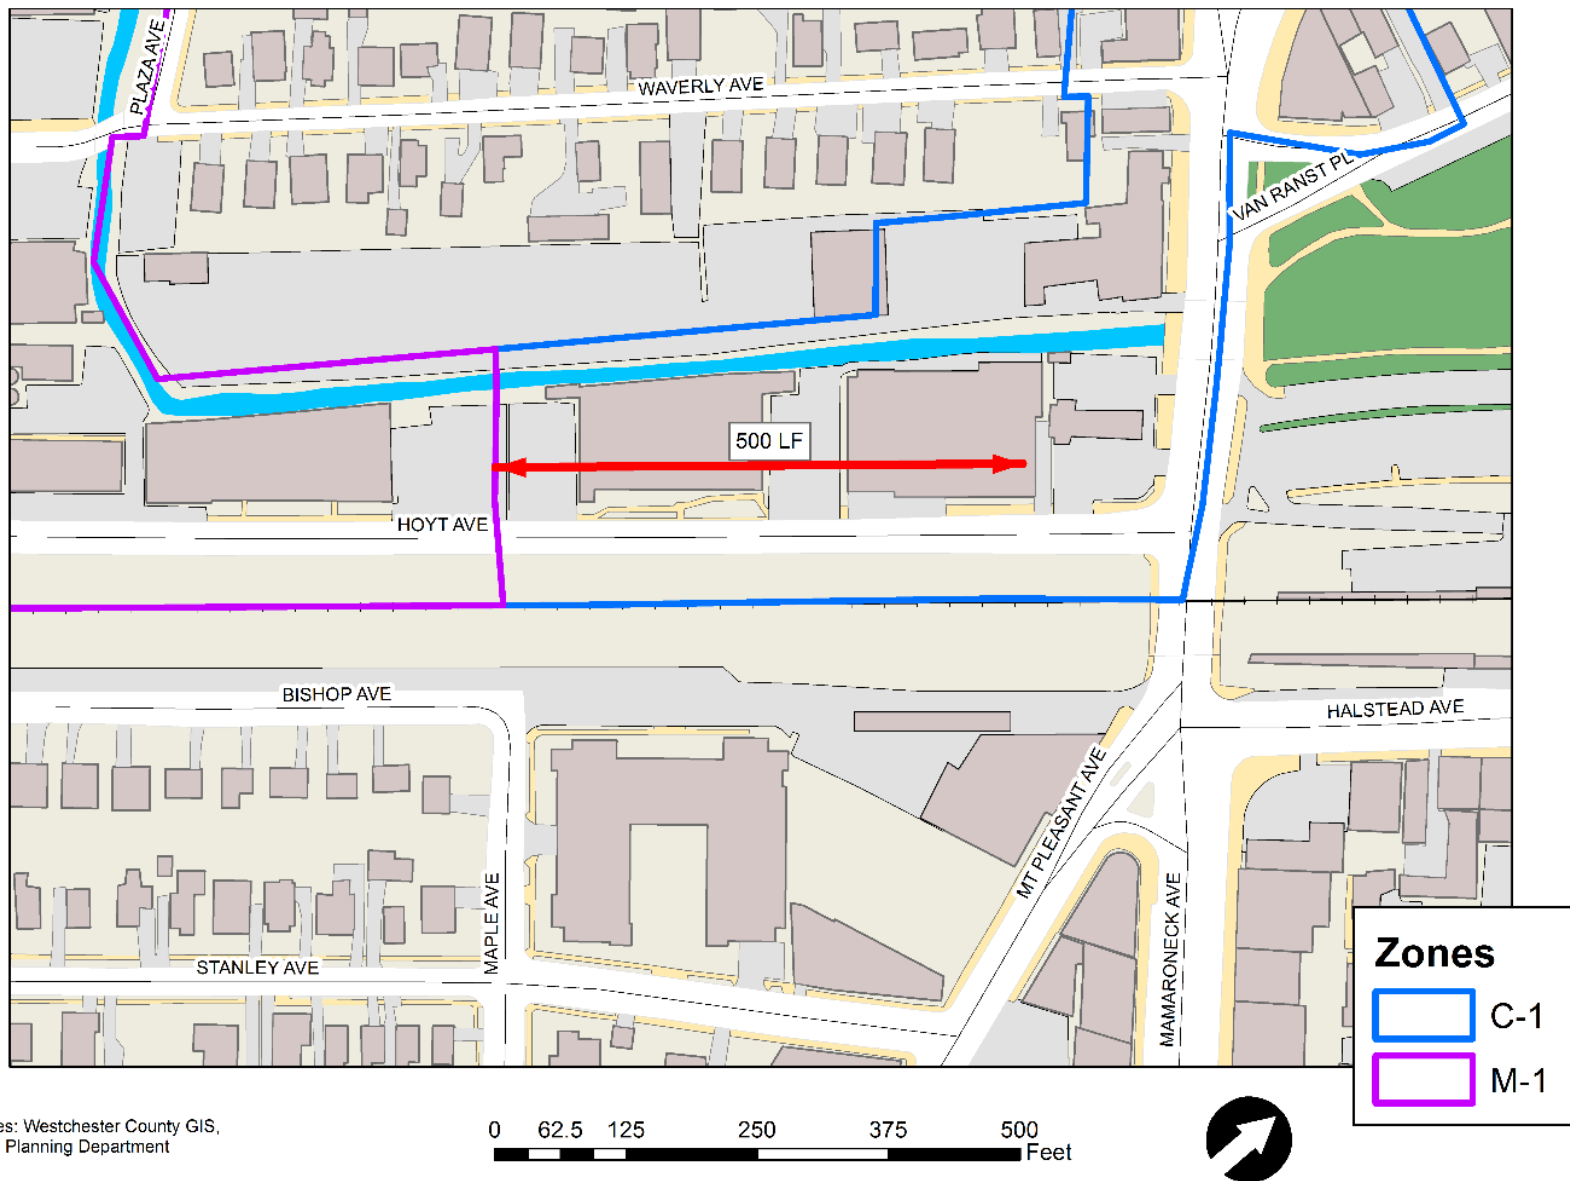 PLAZA AVE
WAVERLY AVE
VAN RANST PL
500 LF
HOYT AVE
BISHOP AVE
HALSTEAD AVE
MT PLEASANT AVE
MAPLE AVE
MAMARONECK AVE
STANLEY AVE
Zones
C-1
M-1
es: Westchester County GIS,
Planning Department
0 62.5 125 250 375 500
Feet